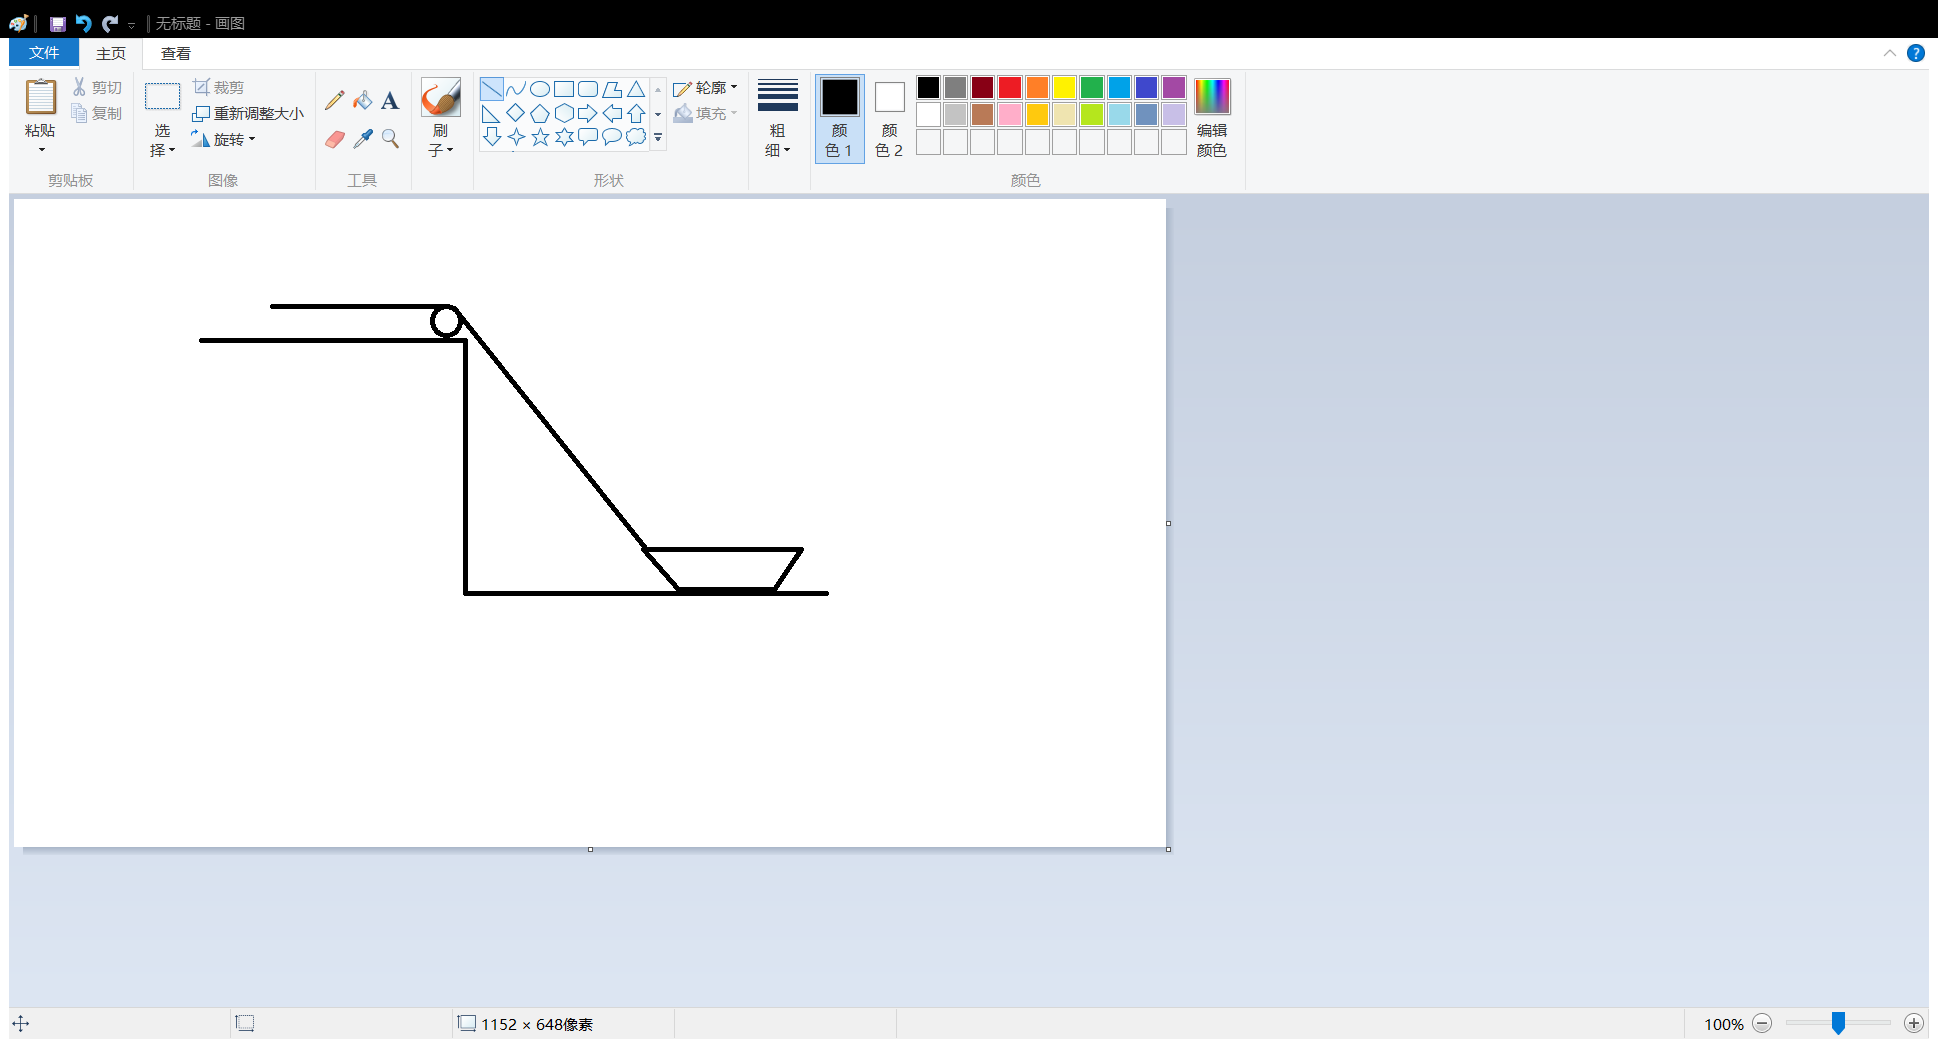 无标题 - 画图
文件 主页 查看
剪切 裁剪 轮廓
复制 重新调整大小 填充
粘贴 选择 旋转 刷子 粗细 颜色 1 颜色 2 编辑颜色
剪贴板 图像 工具 形状 颜色
1152 × 648像素 100%